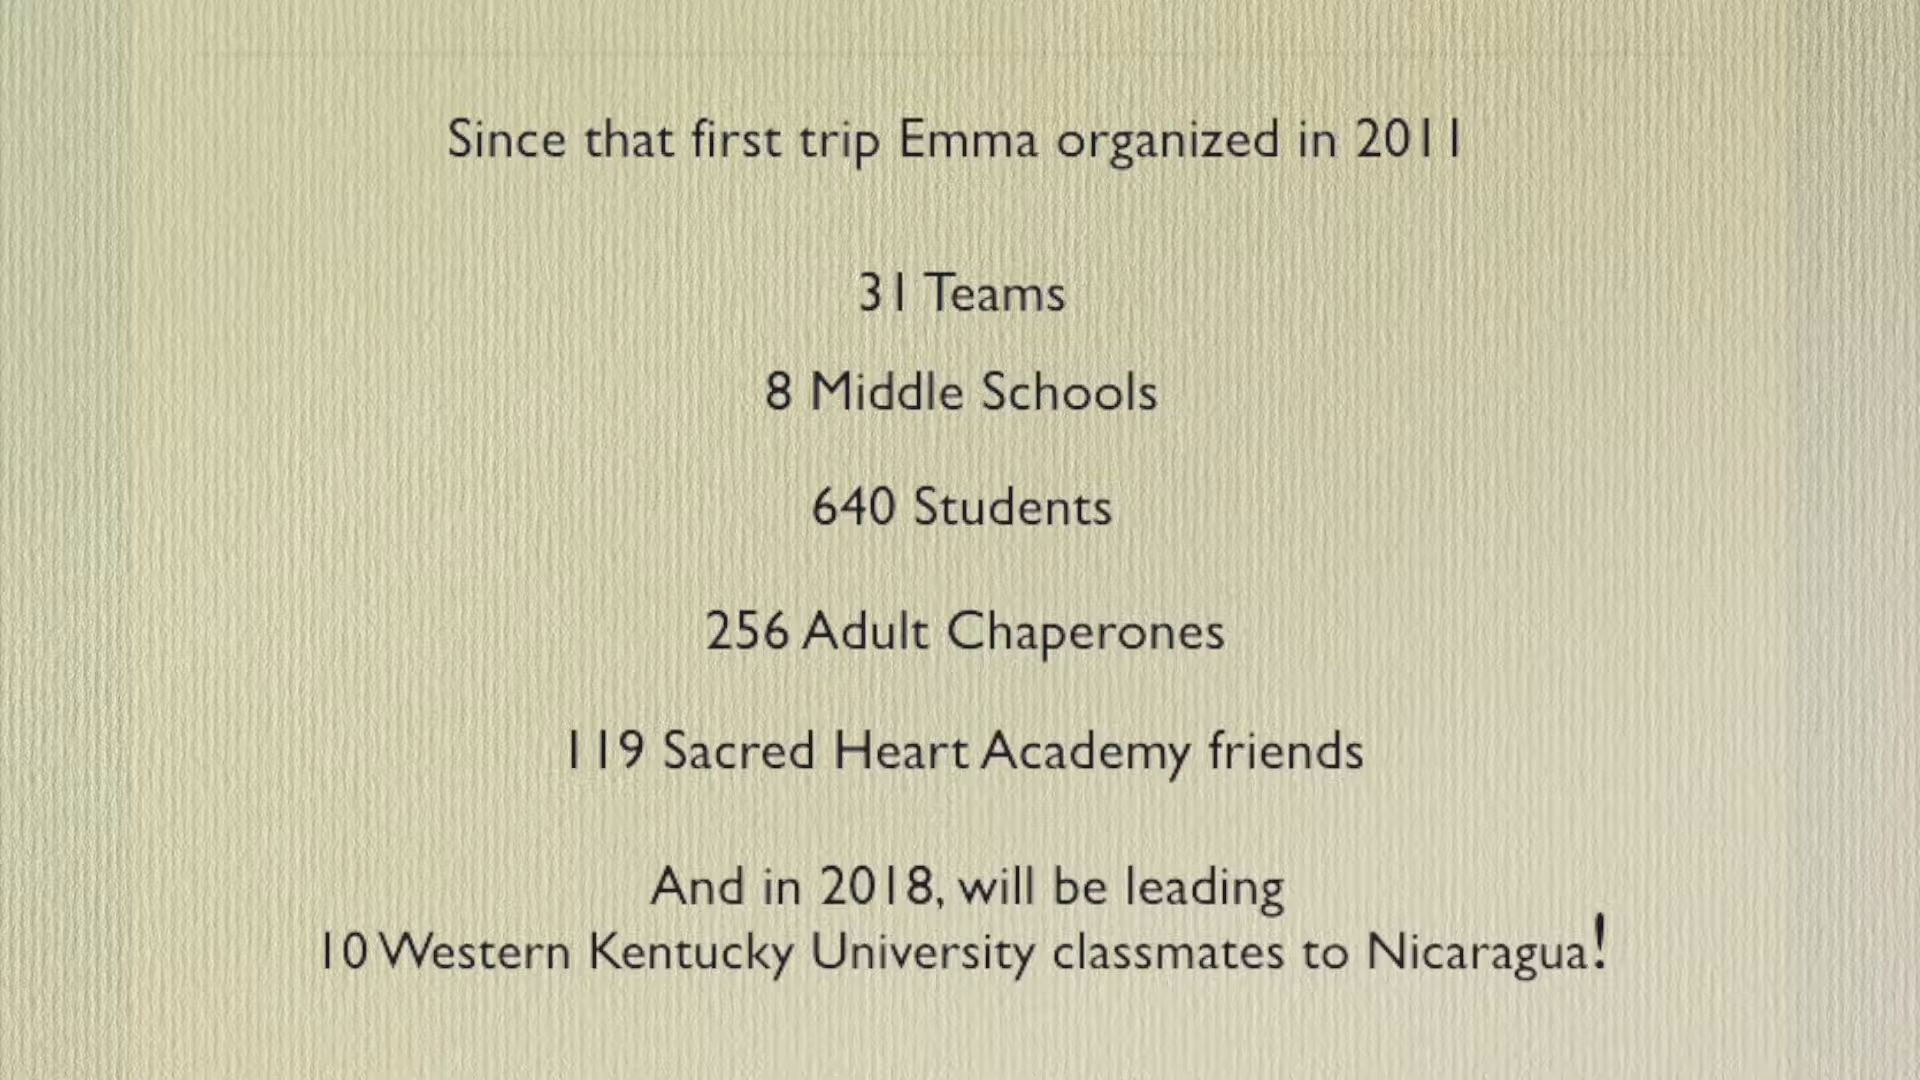 Since that first trip Emma organized in 2011
31 Teams
8 Middle Schools
640 Students
256 Adult Chaperones
119 Sacred Heart Academy friends
And in 2018, will be leading
10 Western Kentucky University classmates to Nicaragua!